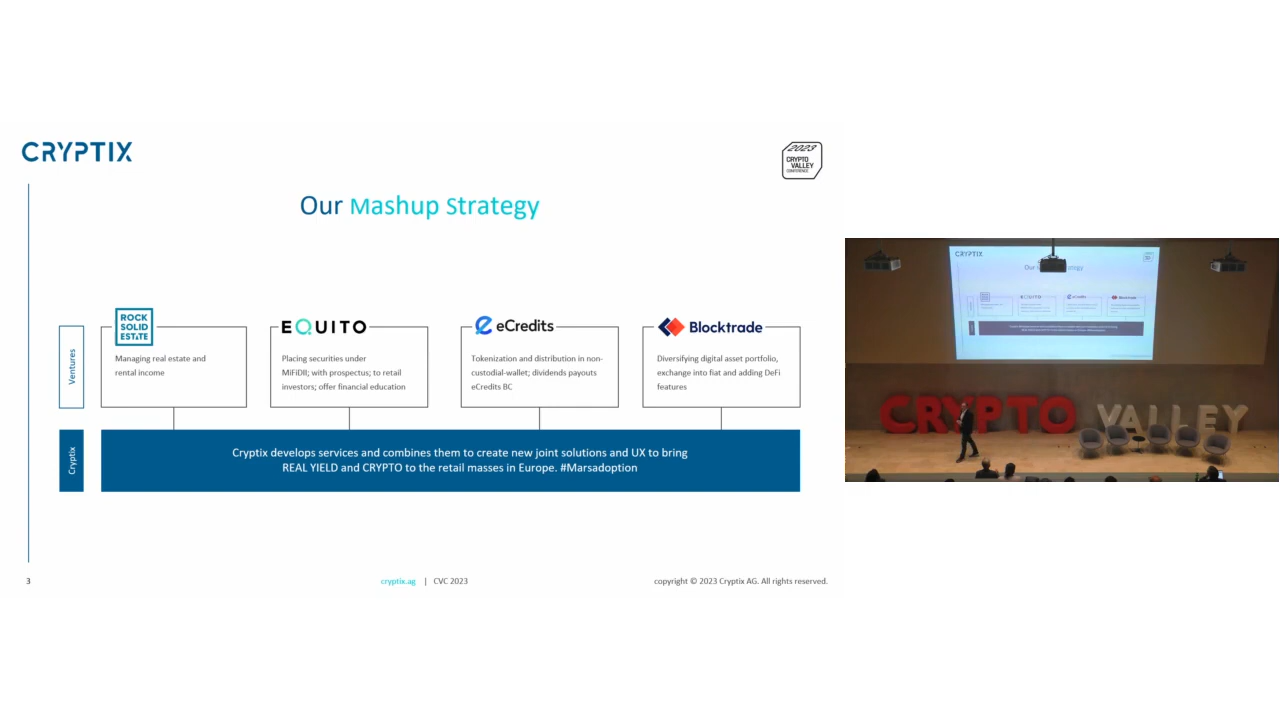 CRYPTIX
2023
CRYPTO
VALLEY
CONFERENCE
Our Mashup Strategy
Ventures
ROCK
SOLID
ESTATE
Managing real estate and
rental income
EQUITO
Placing securities under
MiFiDII; with prospectus; to retail
investors; offer financial education
eCredits
Tokenization and distribution in non-
custodial-wallet; dividends payouts
eCredits BC
Blocktrade
Diversifying digital asset portfolio,
exchange into fiat and adding DeFi
features
Cryptix
Cryptix develops services and combines them to create new joint solutions and UX to bring
REAL YIELD and CRYPTO to the retail masses in Europe. #Marsadoption
3
cryptix.ag | CVC 2023
copyright © 2023 Cryptix AG. All rights reserved.
CRYPTIX
EQUITO
eCredits
Blocktrade
CRYPTO VALLEY